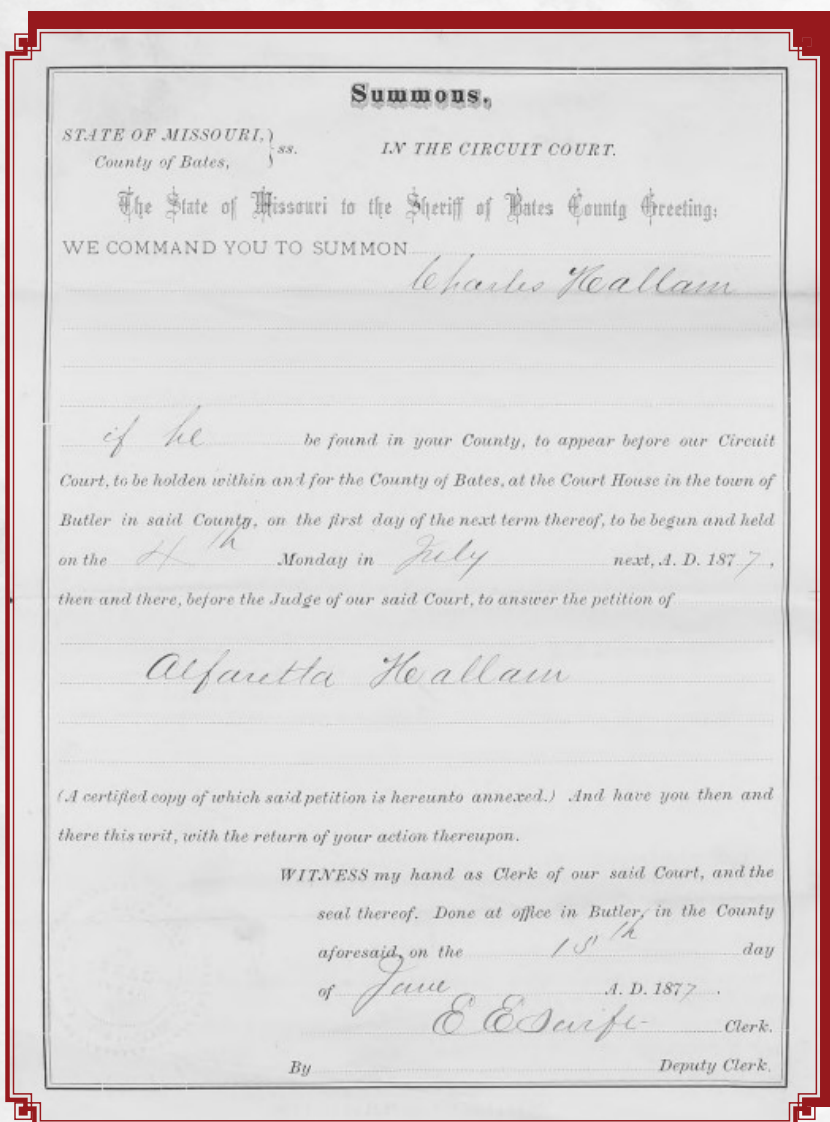 Summons.
STATE OF MISSOURI, } ss. IN THE CIRCUIT COURT.
County of Bates,
The State of Missouri to the Sheriff of Bates Countg Greeting:
WE COMMAND YOU TO SUMMON
Charles Hallam
if he be found in your County, to appear before our Circuit
Court, to be holden within and for the County of Bates, at the Court House in the town of
Butler in said County, on the first day of the next term thereof, to be begun and held
on the 4th Monday in July next, A. D. 1877,
then and there, before the Judge of our said Court, to answer the petition of
Alfaretta Hallam
(A certified copy of which said petition is hereunto annexed.) And have you then and
there this writ, with the return of your action thereupon.
WITNESS my hand as Clerk of our said Court, and the
seal thereof. Done at office in Butler, in the County
aforesaid, on the 18th day
of June A. D. 1877.
E E Swift Clerk.
By Deputy Clerk.